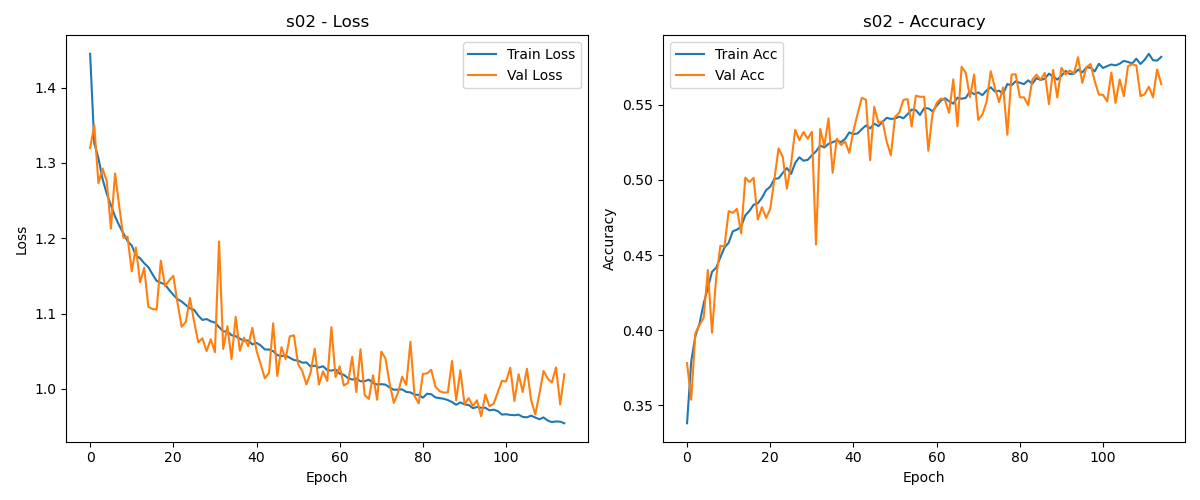 s02 - Loss
Train Loss
Val Loss
1.4
1.3
1.2
1.1
1.0
Loss
0 20 40 60 80 100
Epoch
s02 - Accuracy
Train Acc
Val Acc
0.55
0.50
0.45
0.40
0.35
Accuracy
0 20 40 60 80 100
Epoch